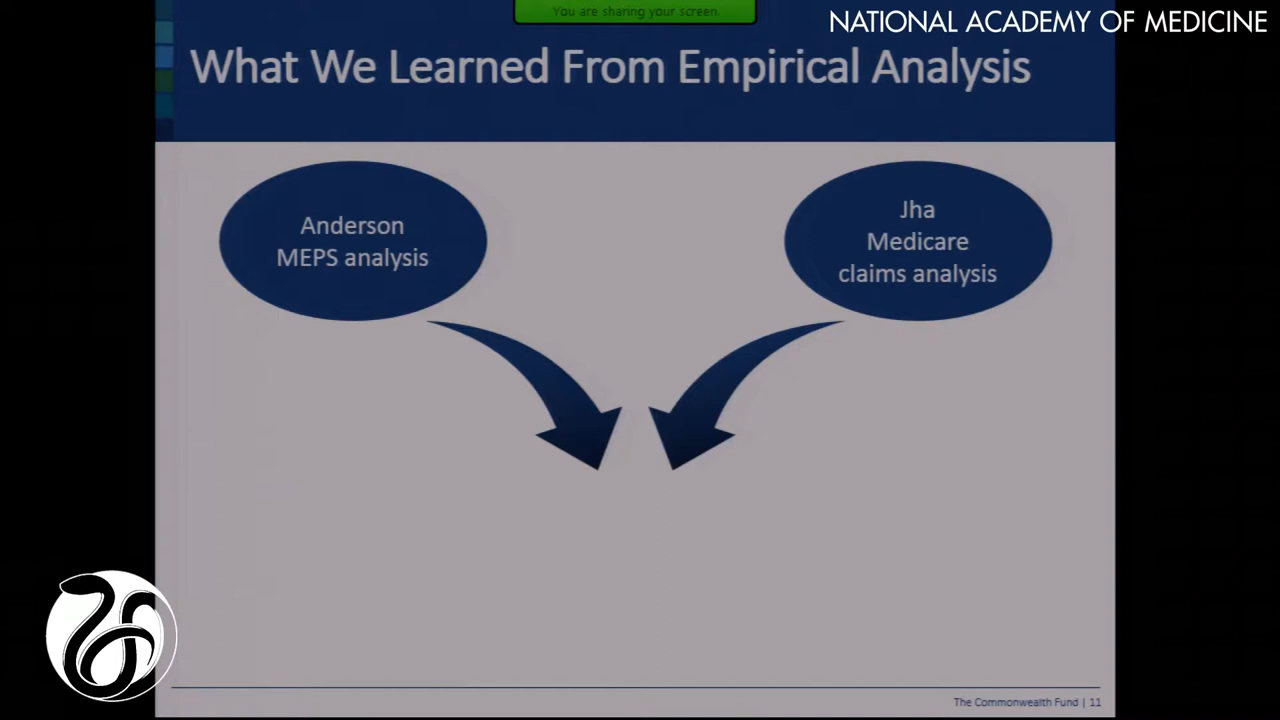 You are sharing your screen.
NATIONAL ACADEMY OF MEDICINE
What We Learned From Empirical Analysis
Anderson
MEPS analysis
Jha
Medicare
claims analysis
The Commonwealth Fund | 11